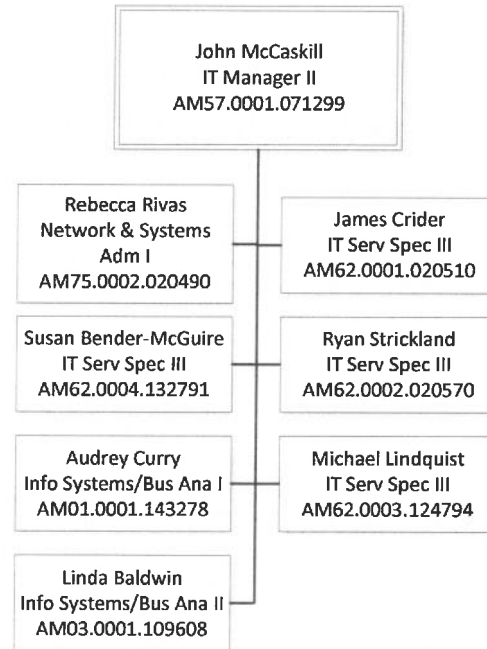 John McCaskill
IT Manager II
AM57.0001.071299
Rebecca Rivas
Network & Systems
Adm I
AM75.0002.020490
James Crider
IT Serv Spec III
AM62.0001.020510
Susan Bender-McGuire
IT Serv Spec III
AM62.0004.132791
Ryan Strickland
IT Serv Spec III
AM62.0002.020570
Audrey Curry
Info Systems/Bus Ana I
AM01.0001.143278
Michael Lindquist
IT Serv Spec III
AM62.0003.124794
Linda Baldwin
Info Systems/Bus Ana II
AM03.0001.109608